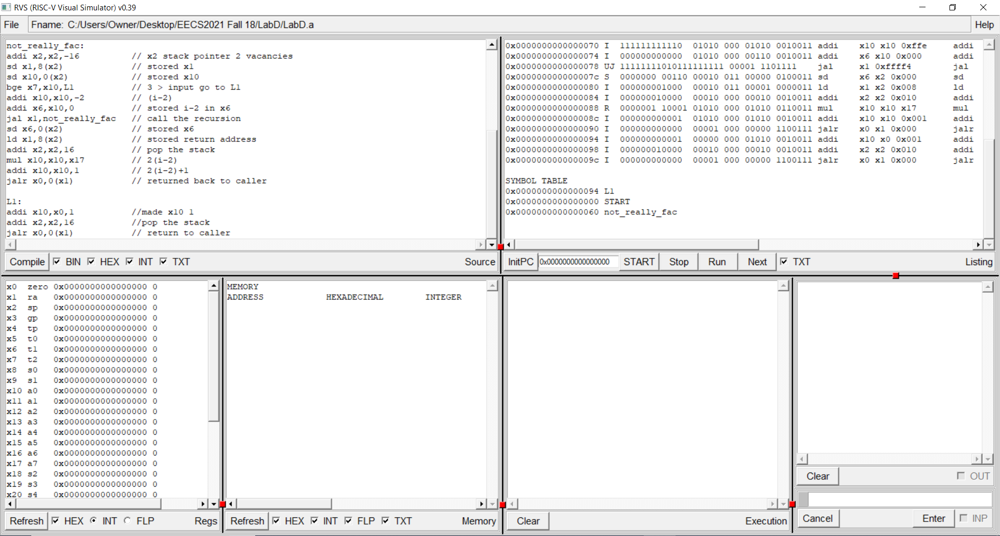 RVS (RISC-V Visual Simulator) v0.39
File Fname: C:/Users/Owner/Desktop/EECS2021 Fall 18/LabD/LabD.a Help
not_really_fac:
addi x2,x2,-16 // x2 stack pointer 2 vacancies
sd x1,8(x2) // stored x1
sd x10,0(x2) // stored x10
bge x7,x10,L1 // 3 > input go to L1
addi x10,x10,-2 // (i-2)
addi x6,x10,0 // stored i-2 in x6
jal x1,not_really_fac // call the recursion
sd x6,0(x2) // stored x6
ld x1,8(x2) // stored return address
addi x2,x2,16 // pop the stack
mul x10,x10,x17 // 2(i-2)
addi x10,x10,1 // 2(i-2)+1
jalr x0,0(x1) // returned back to caller
L1:
addi x10,x0,1 //made x10 1
addi x2,x2,16 //pop the stack
jalr x0,0(x1) // return to caller
Compile BIN HEX INT TXT Source
0x0000000000000070 I 111111111110 01010 000 01010 0010011 addi x10 x10 0xffe addi
0x0000000000000074 I 000000000000 01010 000 00110 0010011 addi x6 x10 0x000 addi
0x0000000000000078 UJ 11111111010111111111 00001 1101111 jal x1 0xffff4 jal
0x000000000000007c S 0000000 00110 00010 011 00000 0100011 sd x6 x2 0x000 sd
0x0000000000000080 I 000000001000 00010 011 00001 0000011 ld x1 x2 0x008 ld
0x0000000000000084 I 000000010000 00010 000 00010 0010011 addi x2 x2 0x010 addi
0x0000000000000088 R 0000001 10001 01010 000 01010 0110011 mul x10 x10 x17 mul
0x000000000000008c I 000000000001 01010 000 01010 0010011 addi x10 x10 0x001 addi
0x0000000000000090 I 000000000000 00001 000 00000 1100111 jalr x0 x1 0x000 jalr
0x0000000000000094 I 000000000001 00000 000 01010 0010011 addi x10 x0 0x001 addi
0x0000000000000098 I 000000010000 00010 000 00010 0010011 addi x2 x2 0x010 addi
0x000000000000009c I 000000000000 00001 000 00000 1100111 jalr x0 x1 0x000 jalr
SYMBOL TABLE
0x0000000000000094 L1
0x0000000000000000 START
0x0000000000000060 not_really_fac
InitPC 0x0000000000000000 START Stop Run Next TXT Listing
x0 zero 0x0000000000000000 0
x1 ra 0x0000000000000000 0
x2 sp 0x0000000000000000 0
x3 gp 0x0000000000000000 0
x4 tp 0x0000000000000000 0
x5 t0 0x0000000000000000 0
x6 t1 0x0000000000000000 0
x7 t2 0x0000000000000000 0
x8 s0 0x0000000000000000 0
x9 s1 0x0000000000000000 0
x10 a0 0x0000000000000000 0
x11 a1 0x0000000000000000 0
x12 a2 0x0000000000000000 0
x13 a3 0x0000000000000000 0
x14 a4 0x0000000000000000 0
x15 a5 0x0000000000000000 0
x16 a6 0x0000000000000000 0
x17 a7 0x0000000000000000 0
x18 s2 0x0000000000000000 0
x19 s3 0x0000000000000000 0
x20 s4 0x0000000000000000 0
Refresh HEX INT FLP Regs
MEMORY
ADDRESS HEXADECIMAL INTEGER
Refresh HEX INT FLP TXT Memory
Clear Execution
Clear OUT
Cancel Enter INP